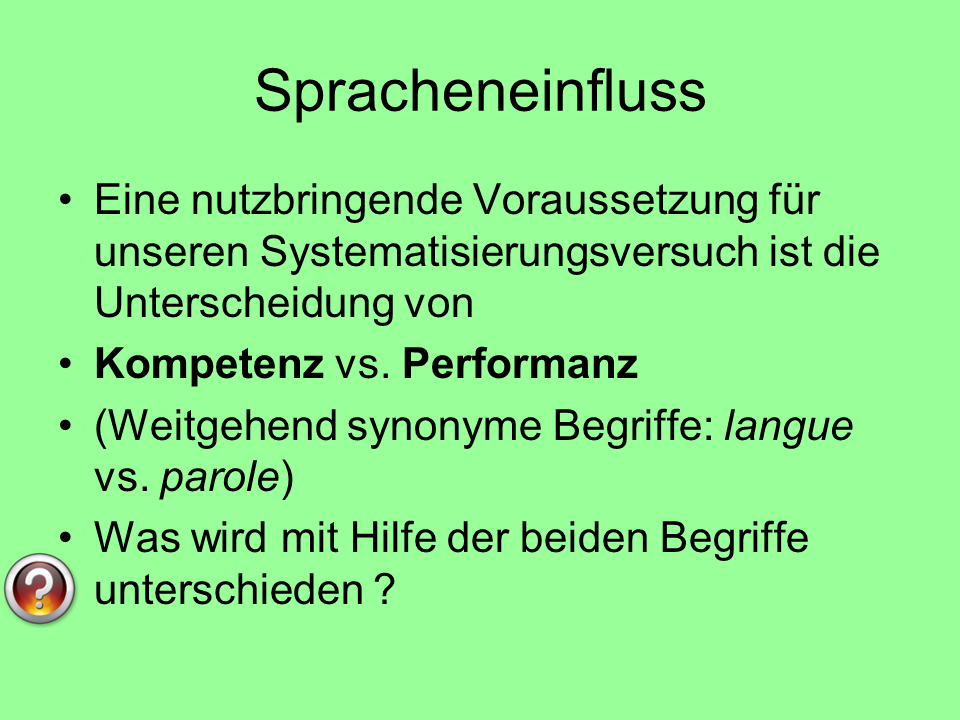 Spracheneinfluss
• Eine nutzbringende Voraussetzung für
unseren Systematisierungsversuch ist die
Unterscheidung von
• Kompetenz vs. Performanz
• (Weitgehend synonyme Begriffe: langue
vs. parole)
• Was wird mit Hilfe der beiden Begriffe
unterschieden ?
?